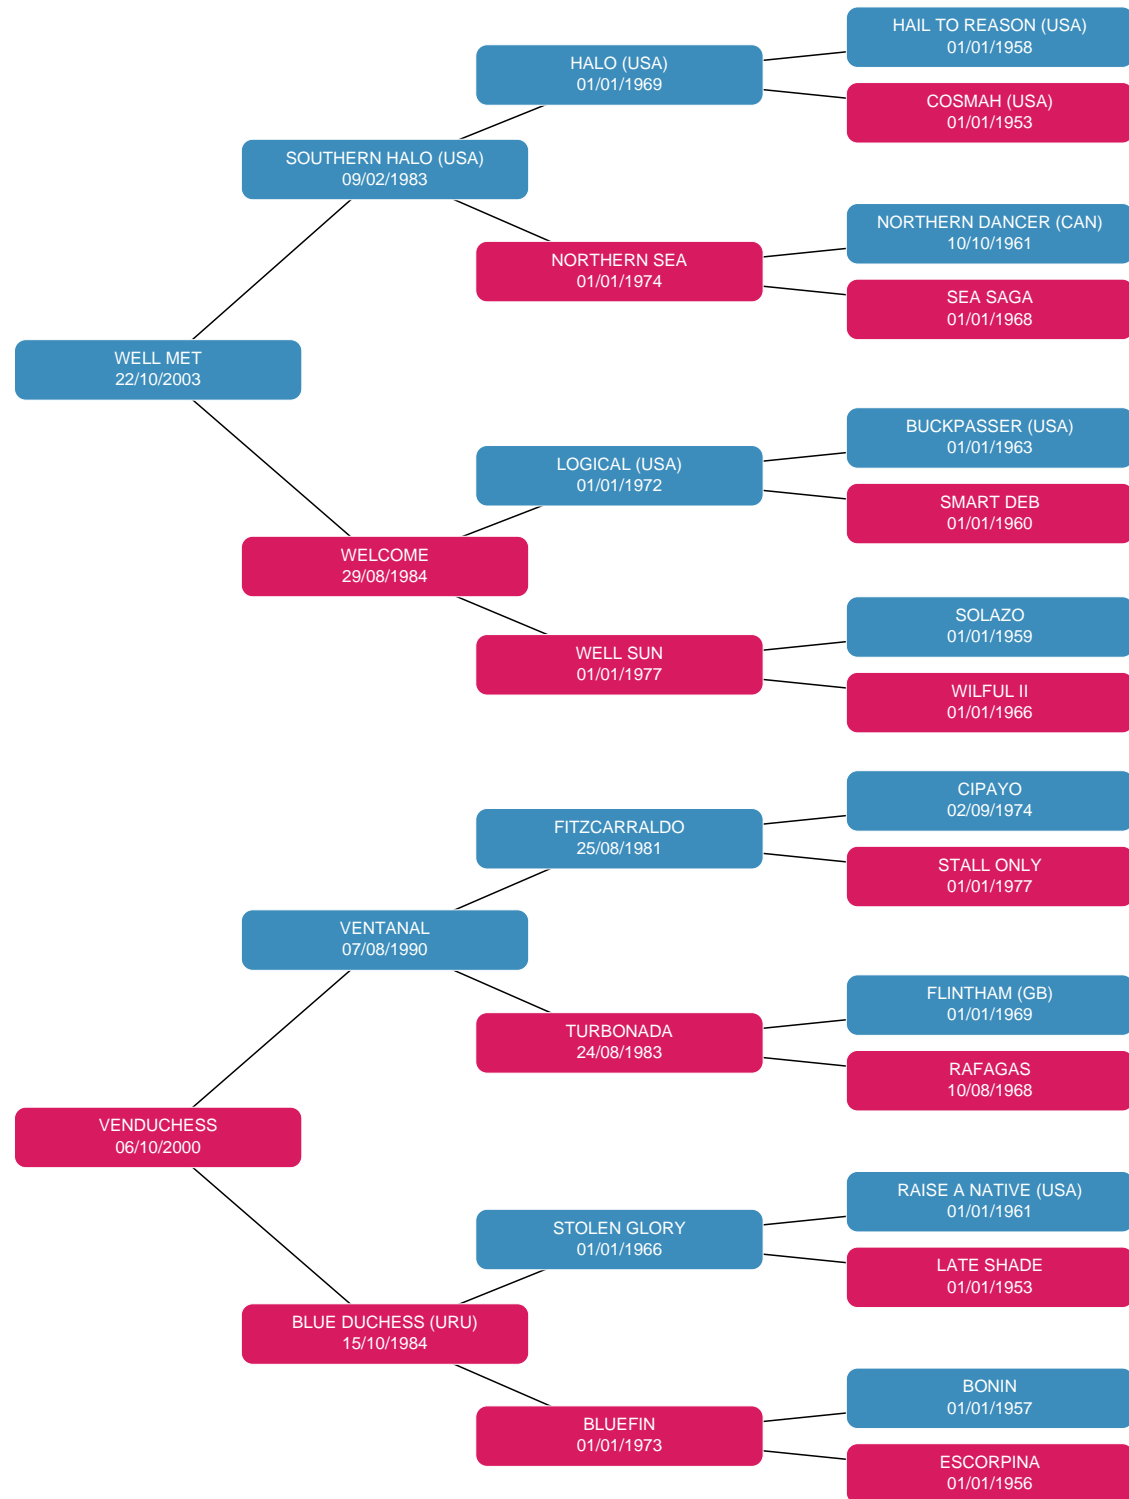 HAIL TO REASON (USA)
01/01/1958
HALO (USA)
01/01/1969
COSMAH (USA)
01/01/1953
SOUTHERN HALO (USA)
09/02/1983
NORTHERN DANCER (CAN)
10/10/1961
NORTHERN SEA
01/01/1974
SEA SAGA
01/01/1968
WELL MET
22/10/2003
BUCKPASSER (USA)
01/01/1963
LOGICAL (USA)
01/01/1972
SMART DEB
01/01/1960
WELCOME
29/08/1984
SOLAZO
01/01/1959
WELL SUN
01/01/1977
WILFUL II
01/01/1966
CIPAYO
02/09/1974
FITZCARRALDO
25/08/1981
STALL ONLY
01/01/1977
VENTANAL
07/08/1990
FLINTHAM (GB)
01/01/1969
TURBONADA
24/08/1983
RAFAGAS
10/08/1968
VENDUCHESS
06/10/2000
RAISE A NATIVE (USA)
01/01/1961
STOLEN GLORY
01/01/1966
LATE SHADE
01/01/1953
BLUE DUCHESS (URU)
15/10/1984
BONIN
01/01/1957
BLUEFIN
01/01/1973
ESCORPINA
01/01/1956